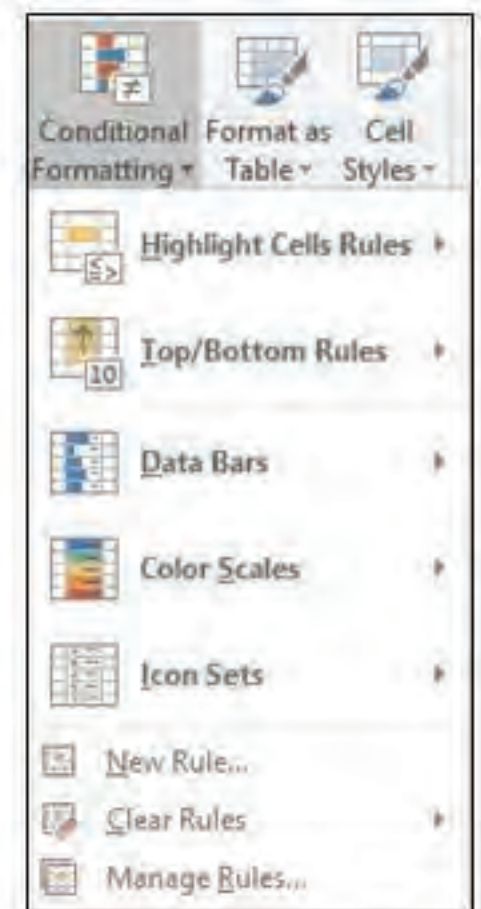 Conditional Formatting
Format as Table
Cell Styles
Highlight Cells Rules
10
Top/Bottom Rules
Data Bars
Color Scales
Icon Sets
New Rule...
Clear Rules
Manage Rules...